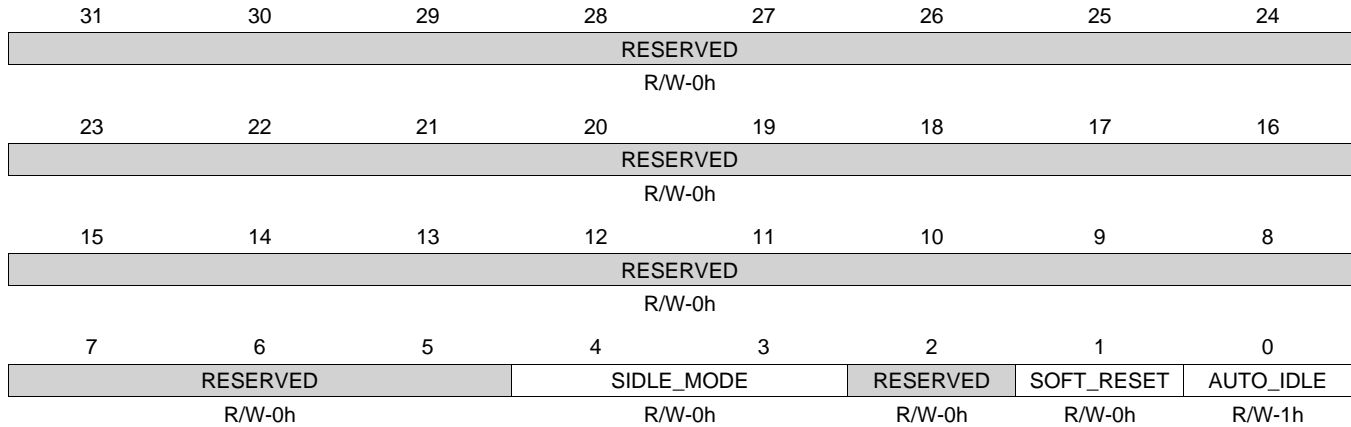 31 30 29 28 27 26 25 24
RESERVED
R/W-0h
23 22 21 20 19 18 17 16
RESERVED
R/W-0h
15 14 13 12 11 10 9 8
RESERVED
R/W-0h
7 6 5 4 3 2 1 0
RESERVED SIDLE_MODE RESERVED SOFT_RESET AUTO_IDLE
R/W-0h R/W-0h R/W-0h R/W-0h R/W-1h